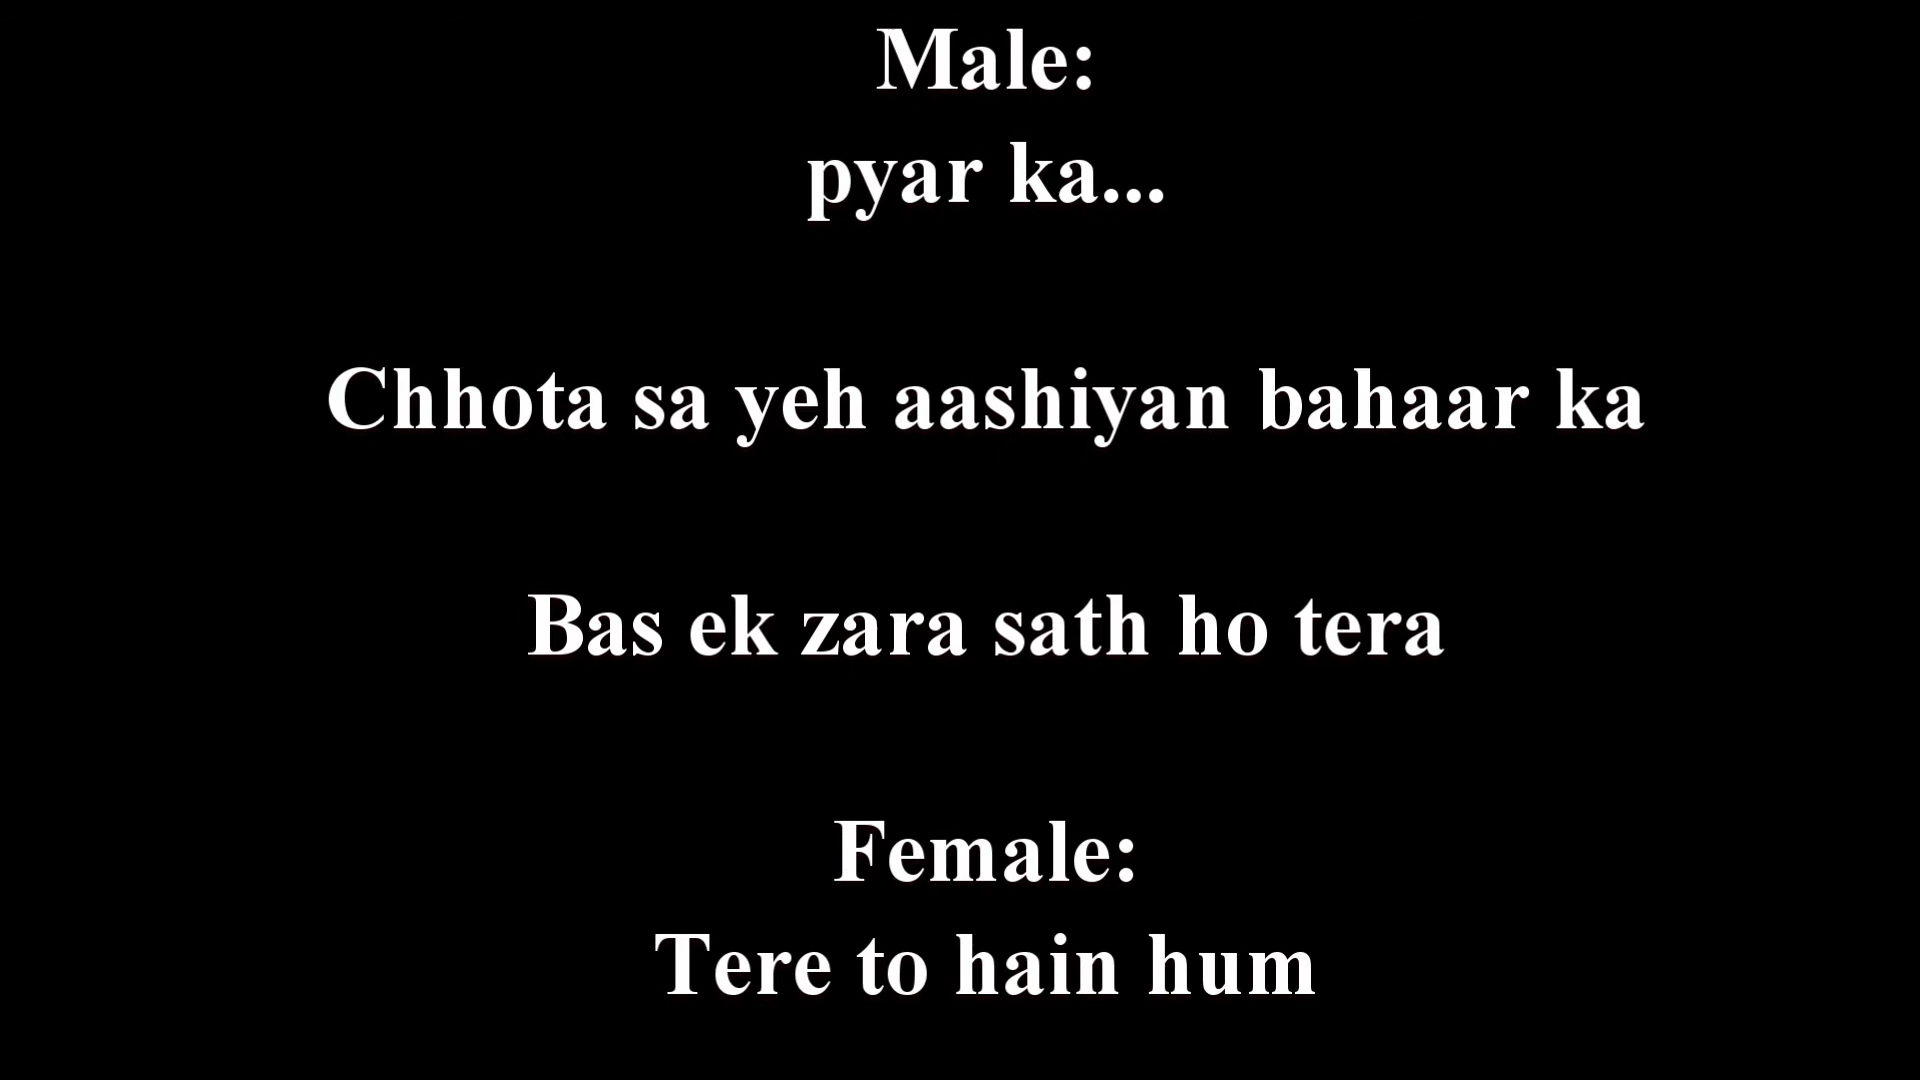 Male:
pyar ka...
Chhota sa yeh aashiyan bahaar ka
Bas ek zara sath ho tera
Female:
Tere to hain hum